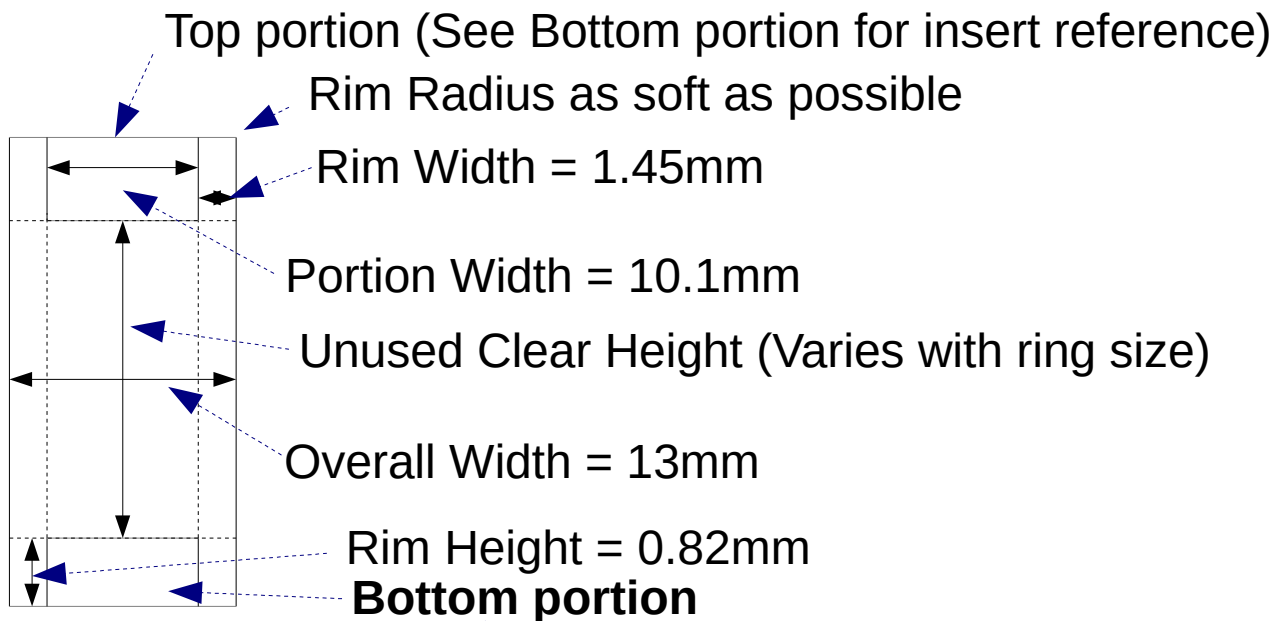 Top portion (See Bottom portion for insert reference)
Rim Radius as soft as possible
Rim Width = 1.45mm
Portion Width = 10.1mm
Unused Clear Height (Varies with ring size)
Overall Width = 13mm
Rim Height = 0.82mm
Bottom portion